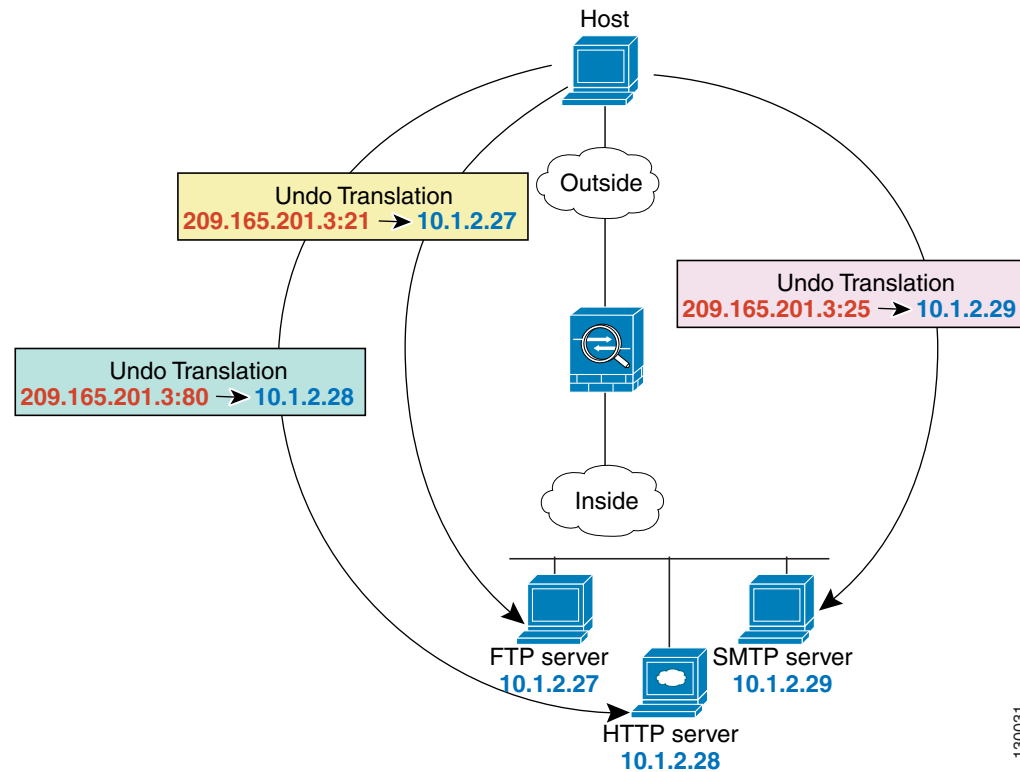 Host
Outside
Undo Translation
209.165.201.3:21 → 10.1.2.27
Undo Translation
209.165.201.3:25 → 10.1.2.29
Undo Translation
209.165.201.3:80 → 10.1.2.28
Inside
FTP server
10.1.2.27
SMTP server
10.1.2.29
HTTP server
10.1.2.28
130031